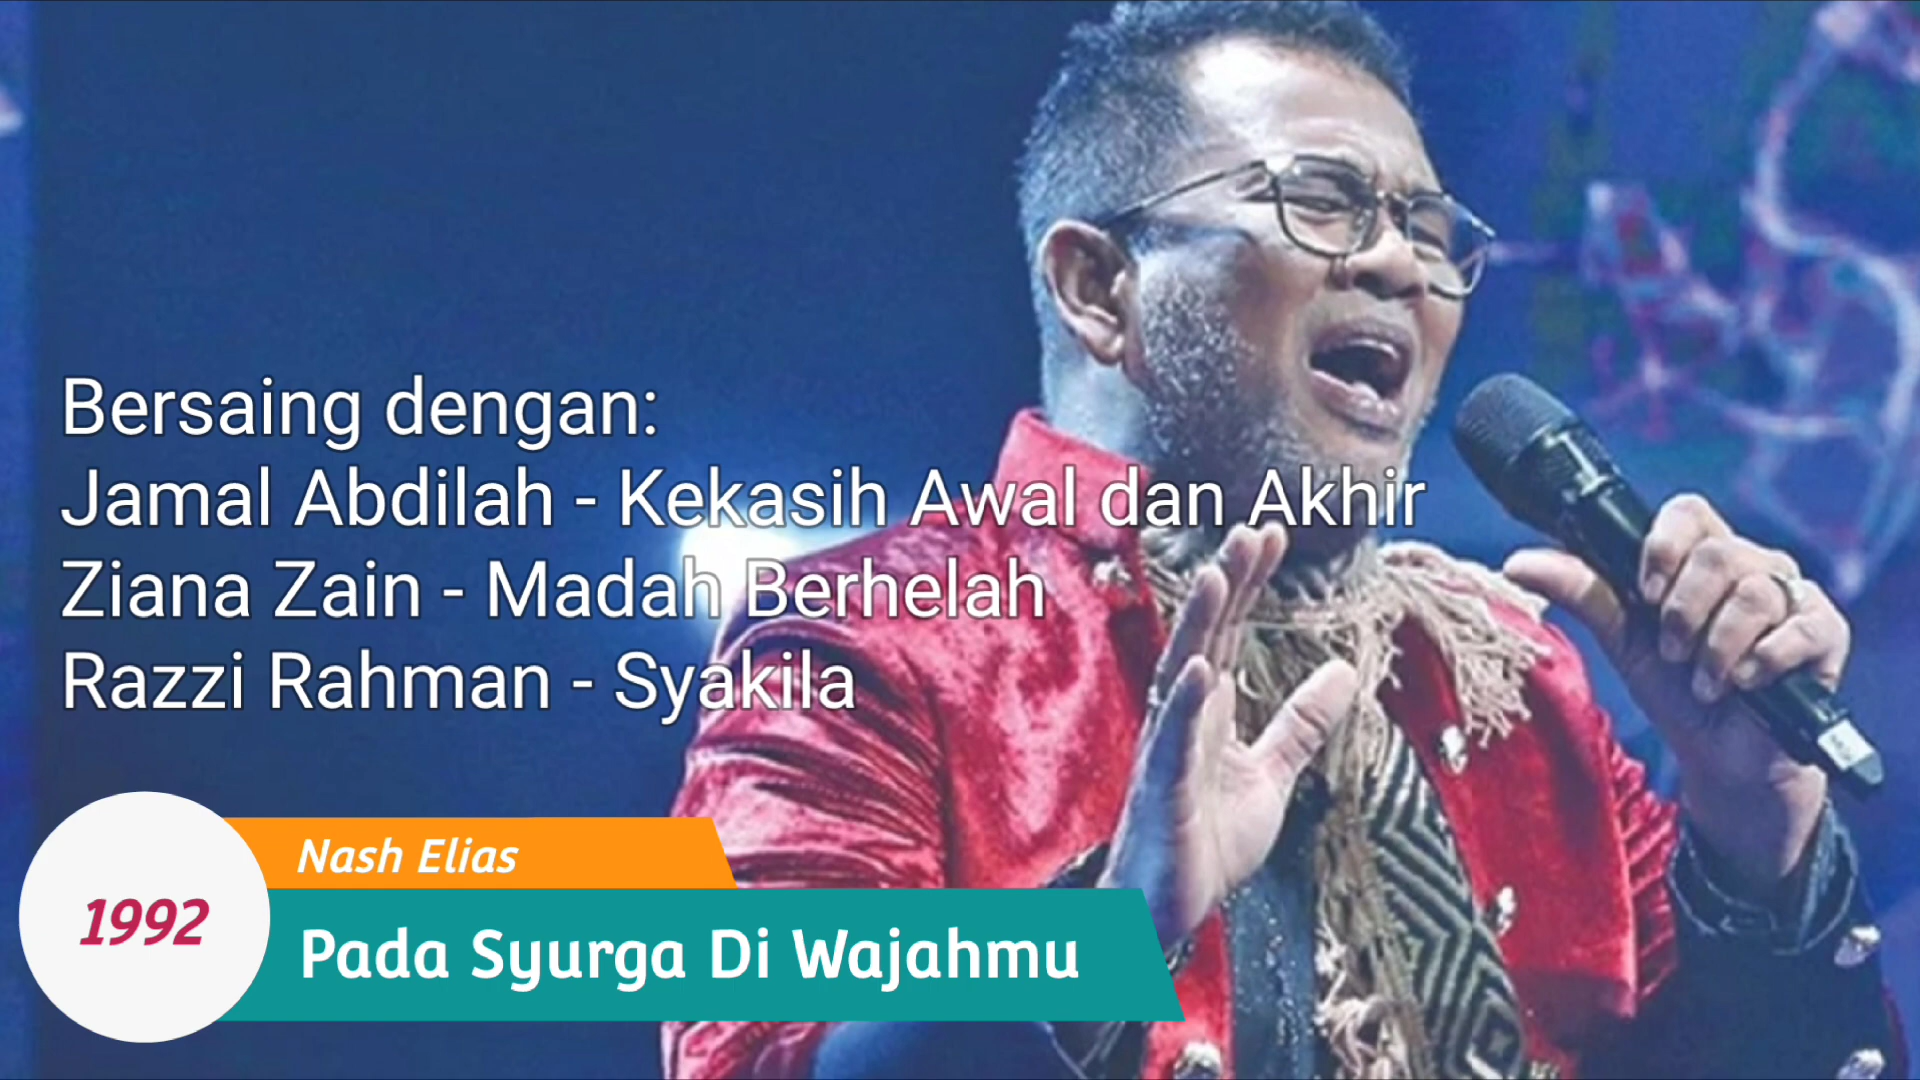 Bersaing dengan:
Jamal Abdilah - Kekasih Awal dan Akhir
Ziana Zain - Madah Berhelah
Razzi Rahman - Syakila
1992
Nash Elias
Pada Syurga Di Wajahmu